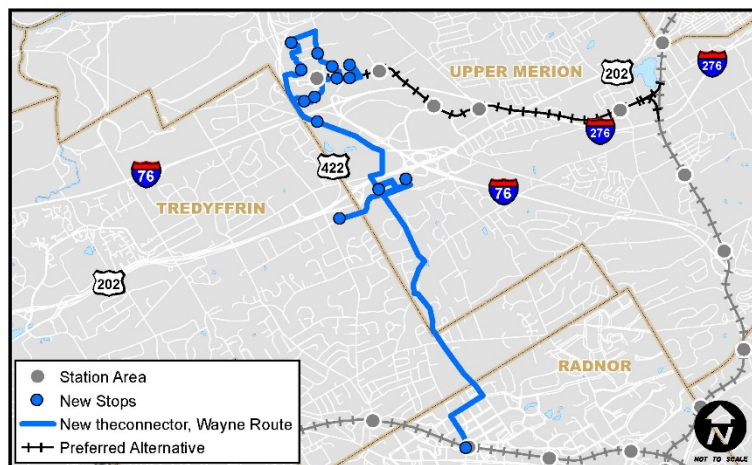 UPPER MERION
202
276
276
422
76
76
TREDYFFRIN
202
RADNOR
Station Area
New Stops
New theconnector, Wayne Route
Preferred Alternative
N
NOT TO SCALE